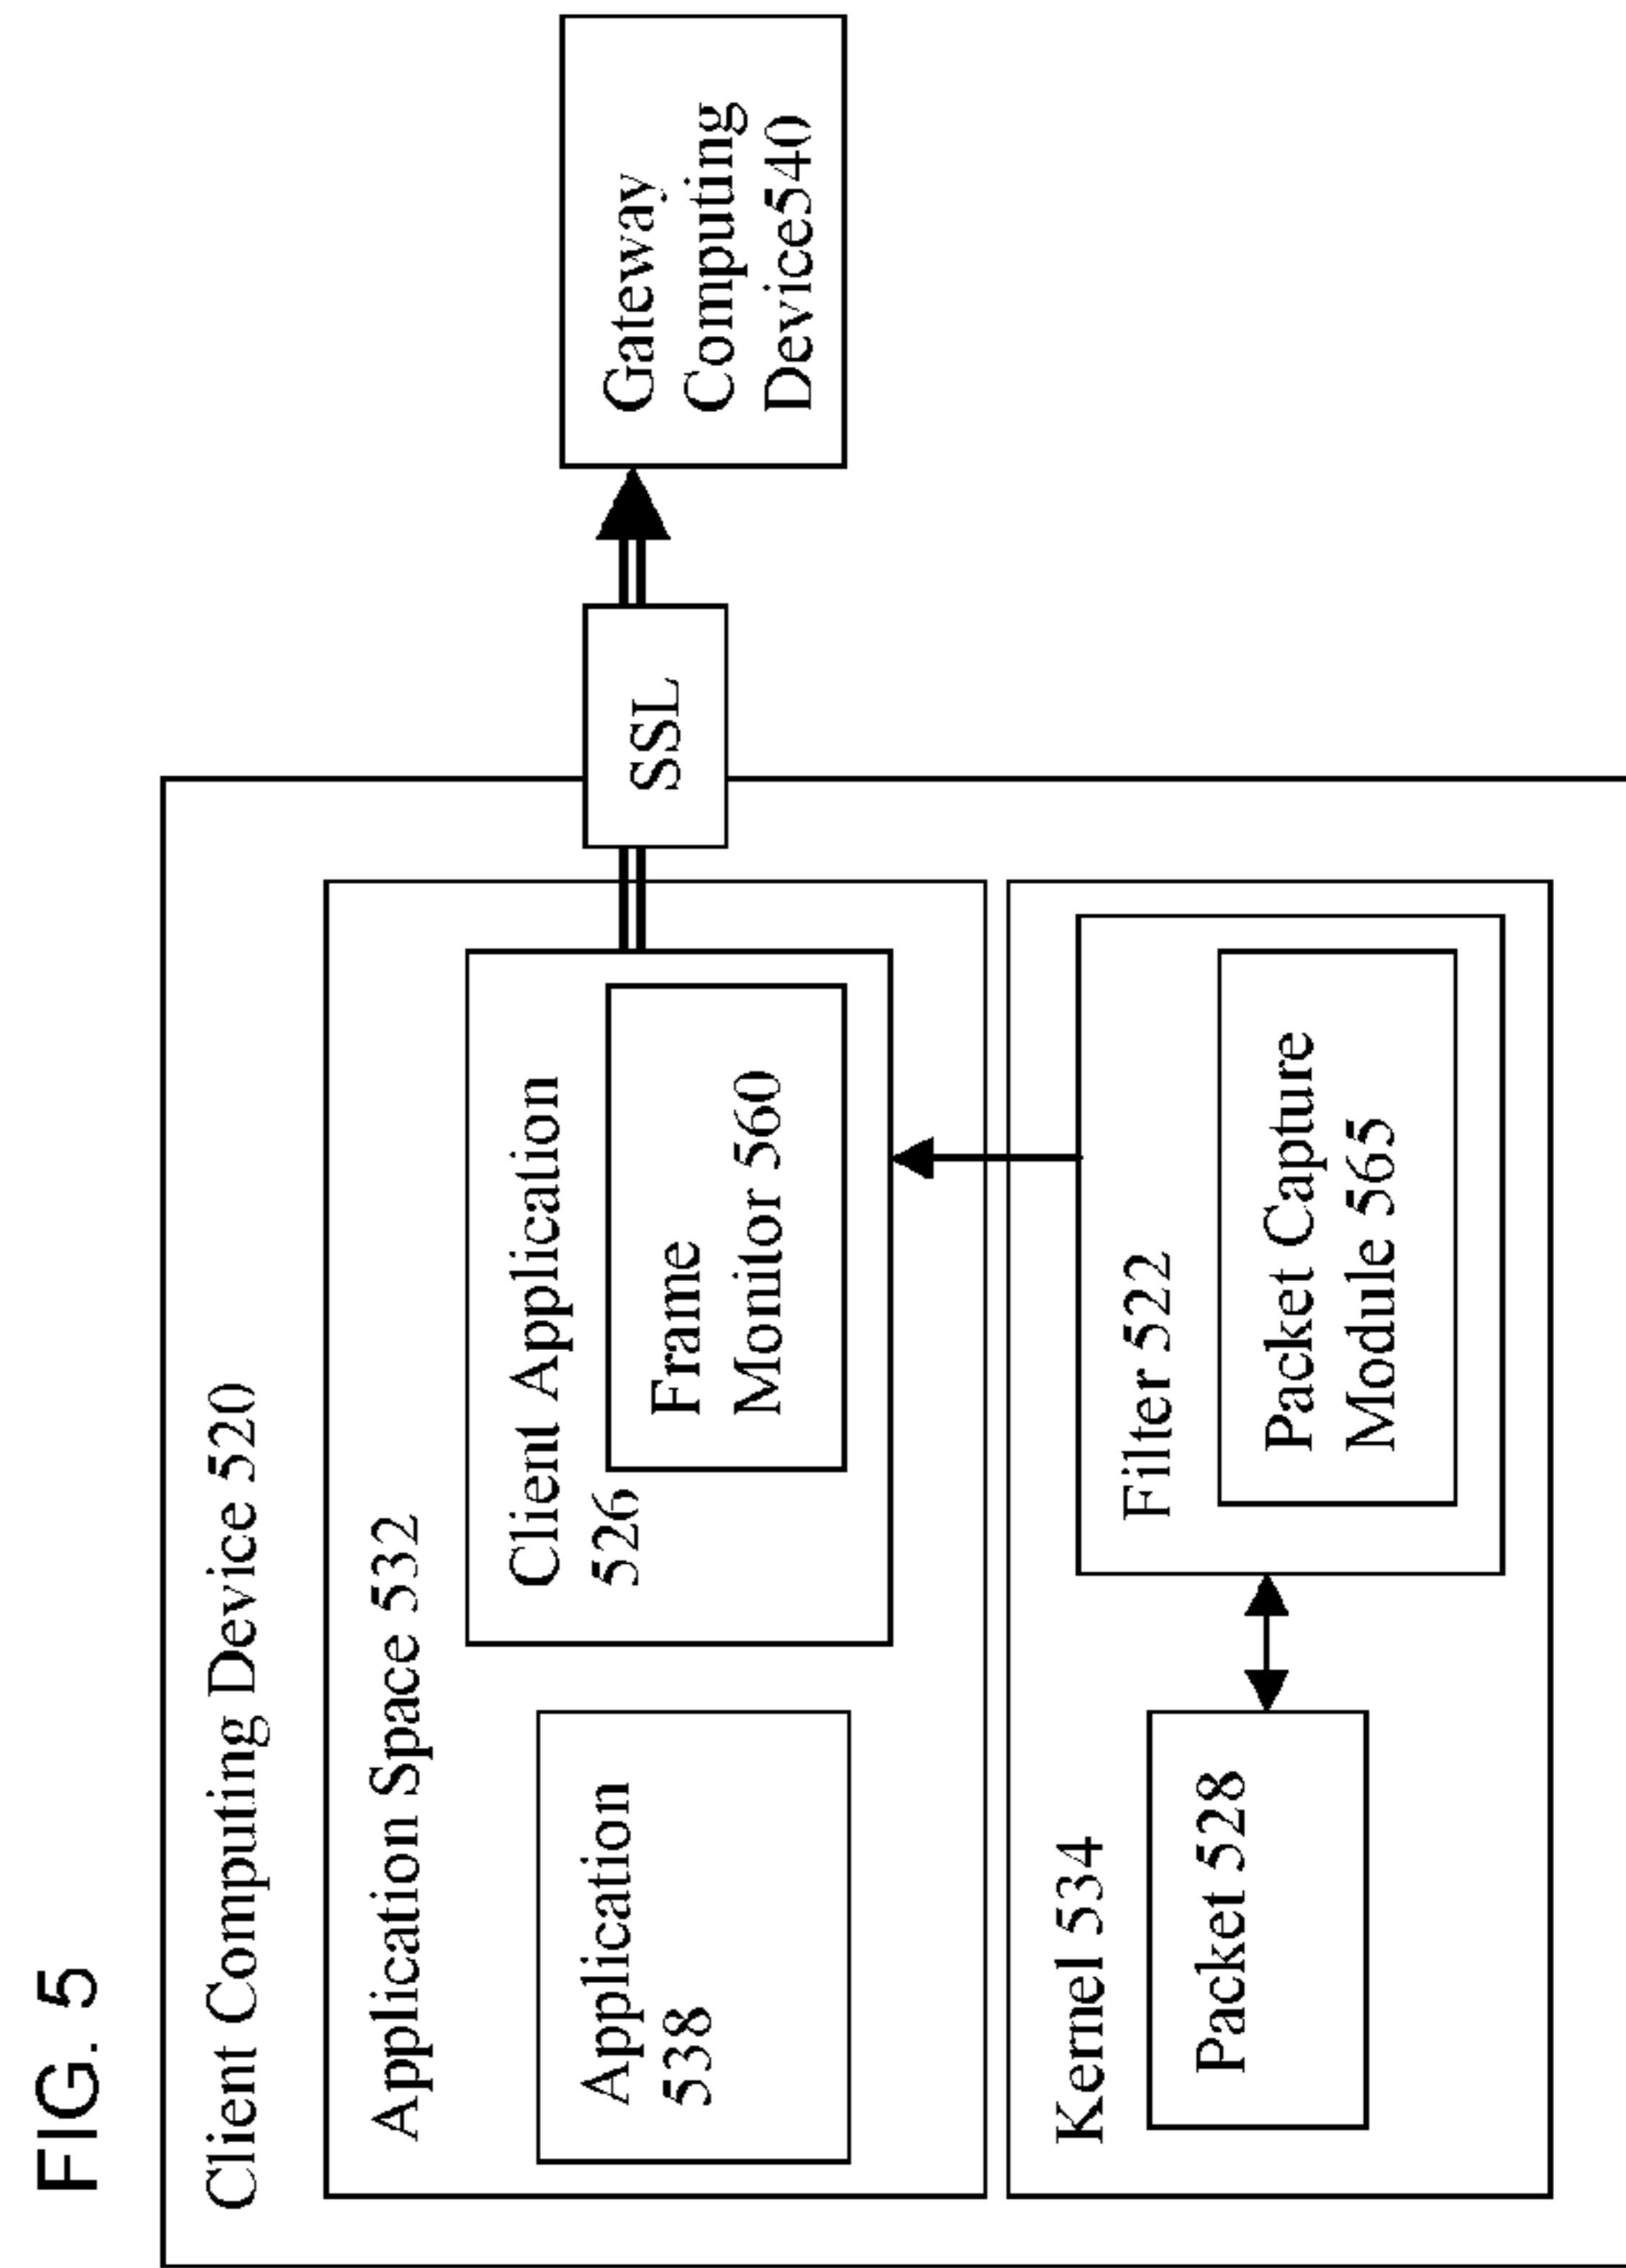 FIG. 5
Client Computing Device 520
Application Space 532
Application
538
Client Application
526
Frame
Monitor 560
SSL
Gateway
Computing
Device540
Kernel 534
Packet 528
Filter 522
Packet Capture
Module 565